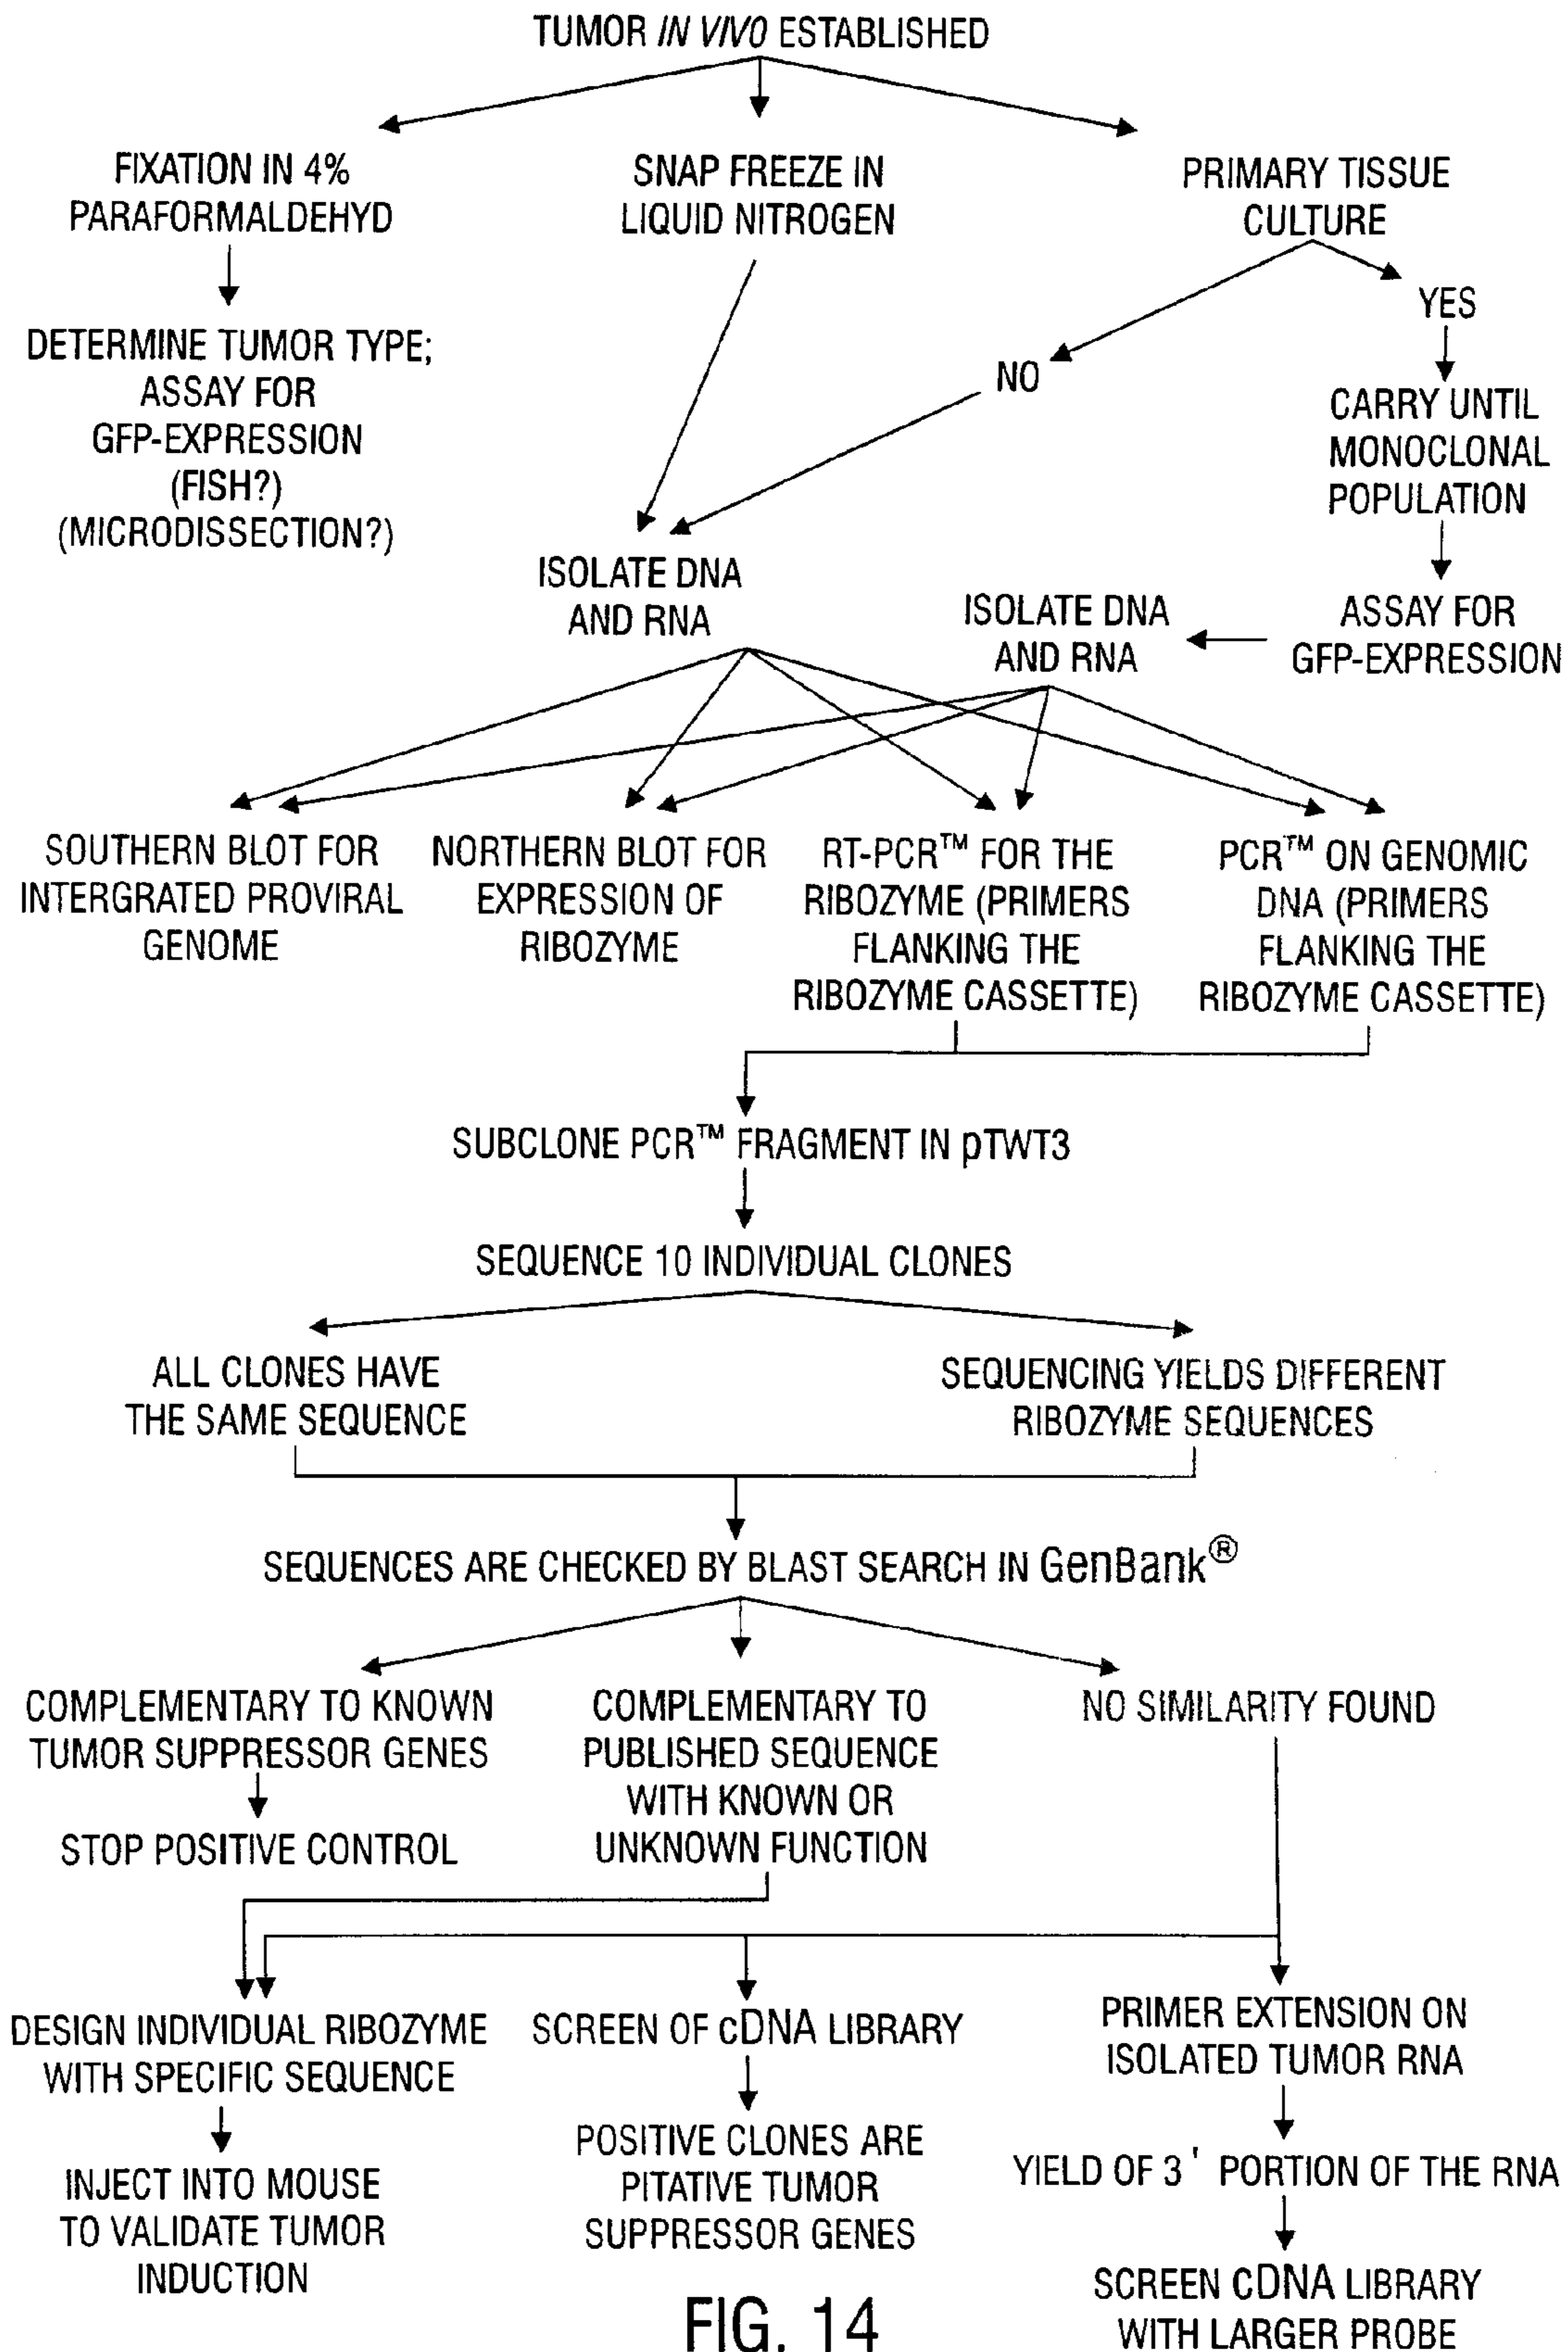 TUMOR IN VIVO ESTABLISHED
FIXATION IN 4%
PARAFORMALDEHYD
SNAP FREEZE IN
LIQUID NITROGEN
PRIMARY TISSUE
CULTURE
YES
NO
DETERMINE TUMOR TYPE;
ASSAY FOR
GFP-EXPRESSION
(FISH?)
(MICRODISSECTION?)
CARRY UNTIL
MONOCLONAL
POPULATION
ISOLATE DNA
AND RNA
ISOLATE DNA
AND RNA
ASSAY FOR
GFP-EXPRESSION
SOUTHERN BLOT FOR
INTERGRATED PROVIRAL
GENOME
NORTHERN BLOT FOR
EXPRESSION OF
RIBOZYME
RT-PCR™ FOR THE
RIBOZYME (PRIMERS
FLANKING THE
RIBOZYME CASSETTE)
PCR™ ON GENOMIC
DNA (PRIMERS
FLANKING THE
RIBOZYME CASSETTE)
SUBCLONE PCR™ FRAGMENT IN pTWT3
SEQUENCE 10 INDIVIDUAL CLONES
ALL CLONES HAVE
THE SAME SEQUENCE
SEQUENCING YIELDS DIFFERENT
RIBOZYME SEQUENCES
SEQUENCES ARE CHECKED BY BLAST SEARCH IN GenBank®
COMPLEMENTARY TO KNOWN
TUMOR SUPPRESSOR GENES
STOP POSITIVE CONTROL
COMPLEMENTARY TO
PUBLISHED SEQUENCE
WITH KNOWN OR
UNKNOWN FUNCTION
NO SIMILARITY FOUND
DESIGN INDIVIDUAL RIBOZYME
WITH SPECIFIC SEQUENCE
INJECT INTO MOUSE
TO VALIDATE TUMOR
INDUCTION
SCREEN OF cDNA LIBRARY
POSITIVE CLONES ARE
PITATIVE TUMOR
SUPPRESSOR GENES
PRIMER EXTENSION ON
ISOLATED TUMOR RNA
YIELD OF 3' PORTION OF THE RNA
SCREEN cDNA LIBRARY
WITH LARGER PROBE
FIG. 14